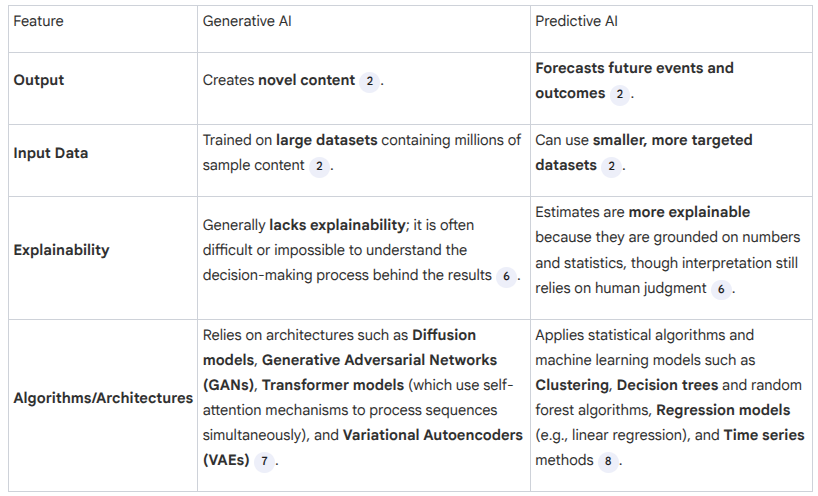 Feature
Generative AI
Predictive AI
Output
Creates novel content 2 .
Forecasts future events and
outcomes 2 .
Input Data
Trained on large datasets containing millions of
sample content 2 .
Can use smaller, more targeted
datasets 2 .
Explainability
Generally lacks explainability; it is often
difficult or impossible to understand the
decision-making process behind the results 6 .
Estimates are more explainable
because they are grounded on numbers
and statistics, though interpretation still
relies on human judgment 6 .
Algorithms/Architectures
Relies on architectures such as Diffusion
models, Generative Adversarial Networks
(GANs), Transformer models (which use self-
attention mechanisms to process sequences
simultaneously), and Variational Autoencoders
(VAEs) 7 .
Applies statistical algorithms and
machine learning models such as
Clustering, Decision trees and random
forest algorithms, Regression models
(e.g., linear regression), and Time series
methods 8 .